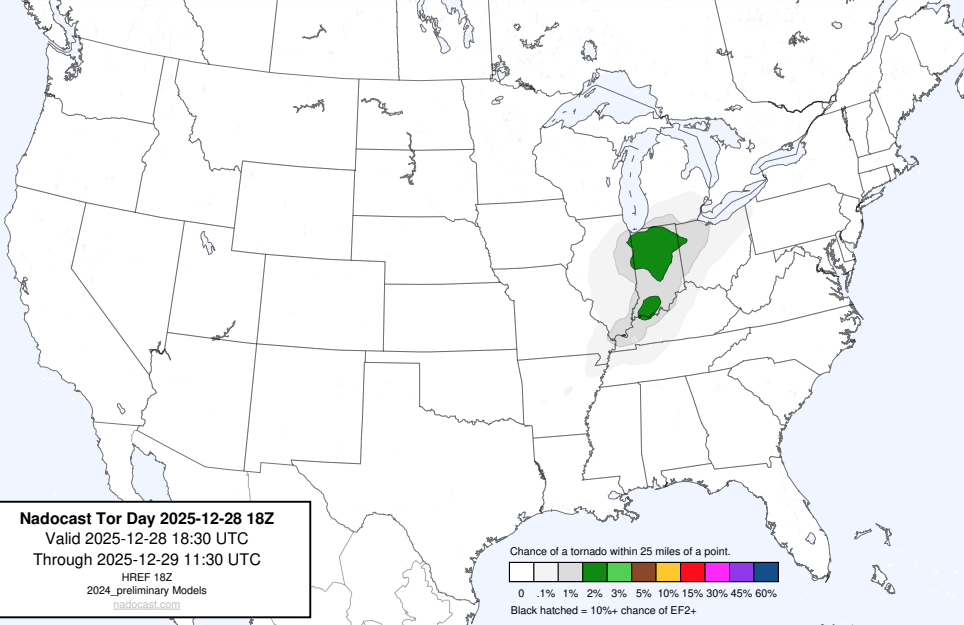 Nadocast Tor Day 2025-12-28 18Z
Valid 2025-12-28 18:30 UTC
Through 2025-12-29 11:30 UTC
HREF 18Z
2024_preliminary Models
nadocast.com
Chance of a tornado within 25 miles of a point.
0 .1% 1% 2% 3% 5% 10% 15% 30% 45% 60%
Black hatched = 10%+ chance of EF2+